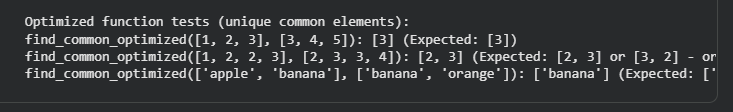 Optimized function tests (unique common elements):
find_common_optimized([1, 2, 3], [3, 4, 5]): [3] (Expected: [3])
find_common_optimized([1, 2, 2, 3], [2, 3, 3, 4]): [2, 3] (Expected: [2, 3] or [3, 2] - or
find_common_optimized(['apple', 'banana'], ['banana', 'orange']): ['banana'] (Expected: ['